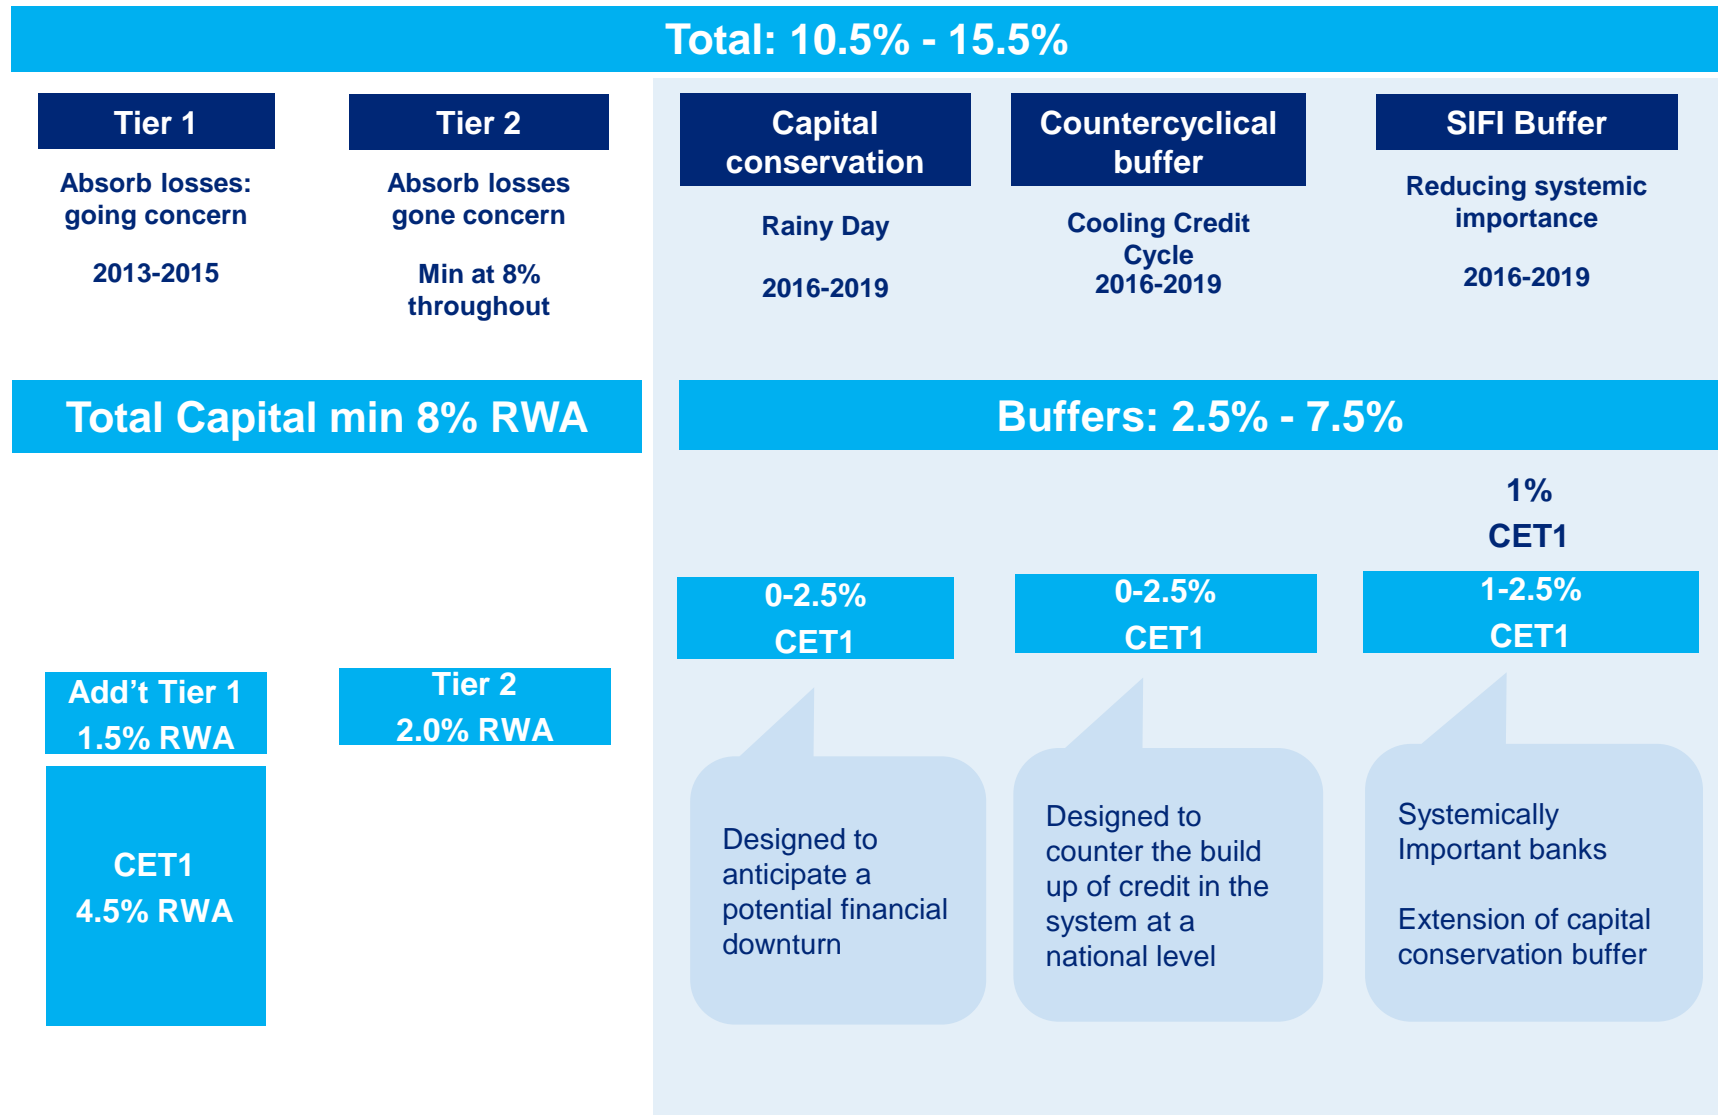 Total: 10.5% - 15.5%
Tier 1
Absorb losses:
going concern
2013-2015
Tier 2
Absorb losses
gone concern
Min at 8%
throughout
Capital
conservation
Rainy Day
2016-2019
Countercyclical
buffer
Cooling Credit
Cycle
2016-2019
SIFI Buffer
Reducing systemic
importance
2016-2019
Total Capital min 8% RWA
Buffers: 2.5% - 7.5%
Add't Tier 1
1.5% RWA
CET1
4.5% RWA
Tier 2
2.0% RWA
0-2.5%
CET1
Designed to
anticipate a
potential financial
downturn
0-2.5%
CET1
Designed to
counter the build
up of credit in the
system at a
national level
1%
CET1
1-2.5%
CET1
Systemically
Important banks
Extension of capital
conservation buffer